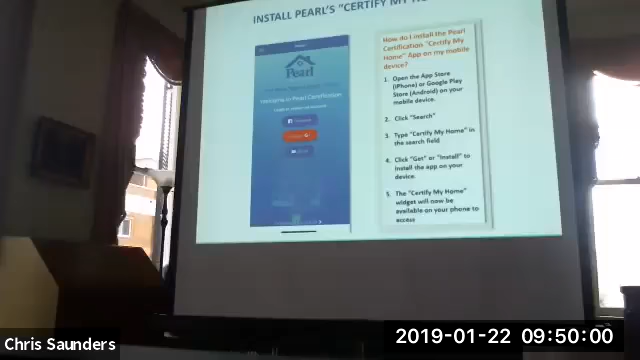 INSTALL PEARL'S "CERTIFY MY
How do I install the Pearl
Certification "Certify My
Home" App on my mobile
device?
1. Open the App Store
(iPhone) or Google Play
Store (Android) on your
mobile device.
2. Click "Search"
3. Type "Certify My Home" in
the search field
4. Click "Get" or "Install" to
install the app on your
device.
5. The "Certify My Home"
widget will now be
available on your phone to
access
Pearl
Welcome to Pearl Certification
Chris Saunders
2019-01-22 09:50:00